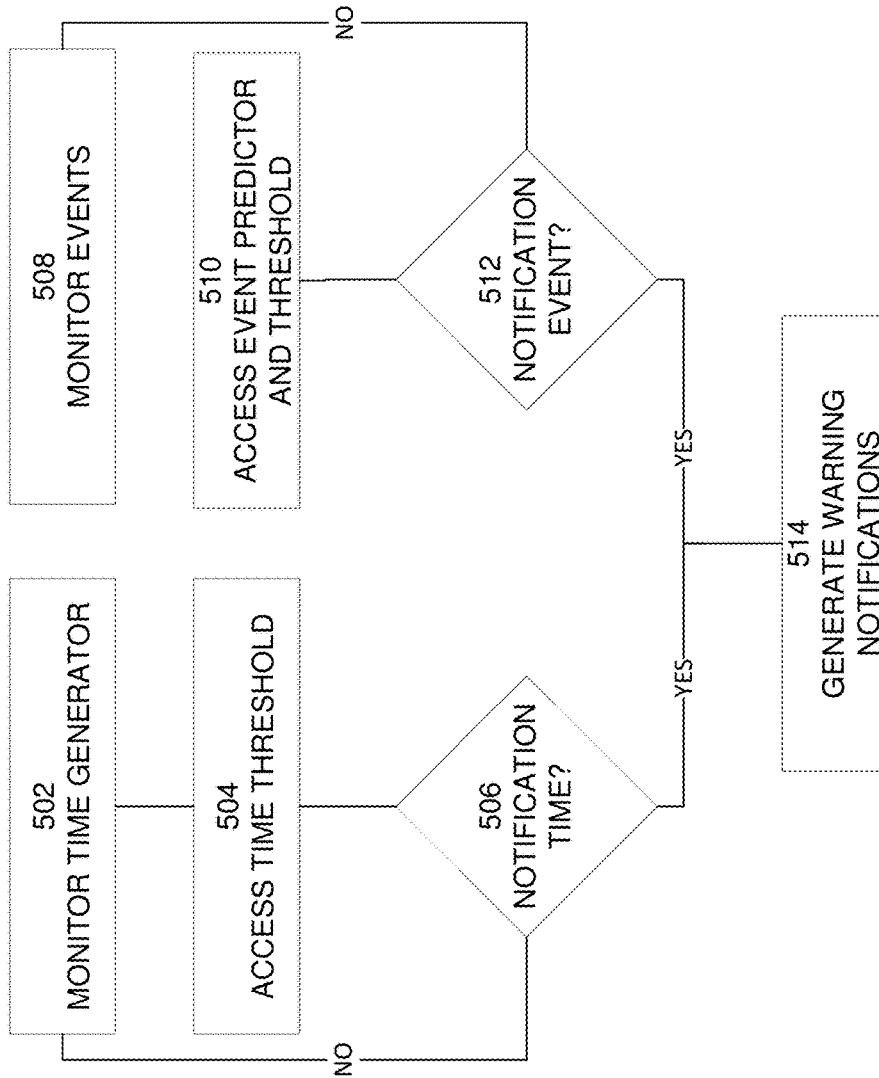 502
MONITOR TIME GENERATOR
504
ACCESS TIME THRESHOLD
506
NOTIFICATION
TIME?
NO
YES
508
MONITOR EVENTS
510
ACCESS EVENT PREDICTOR
AND THRESHOLD
512
NOTIFICATION
EVENT?
NO
YES
514
GENERATE WARNING
NOTIFICATIONS